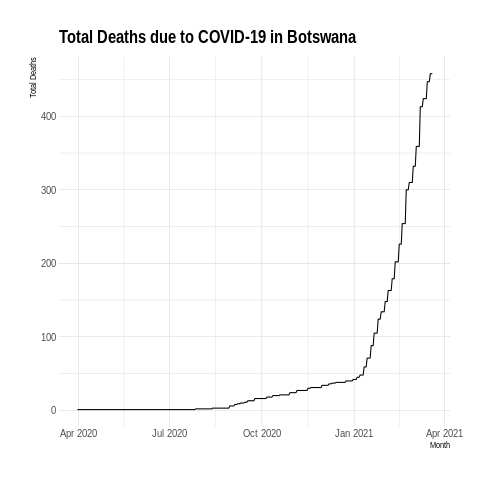 Total Deaths due to COVID-19 in Botswana
Total Deaths
400
300
200
100
0
Apr 2020 Jul 2020 Oct 2020 Jan 2021 Apr 2021
Month